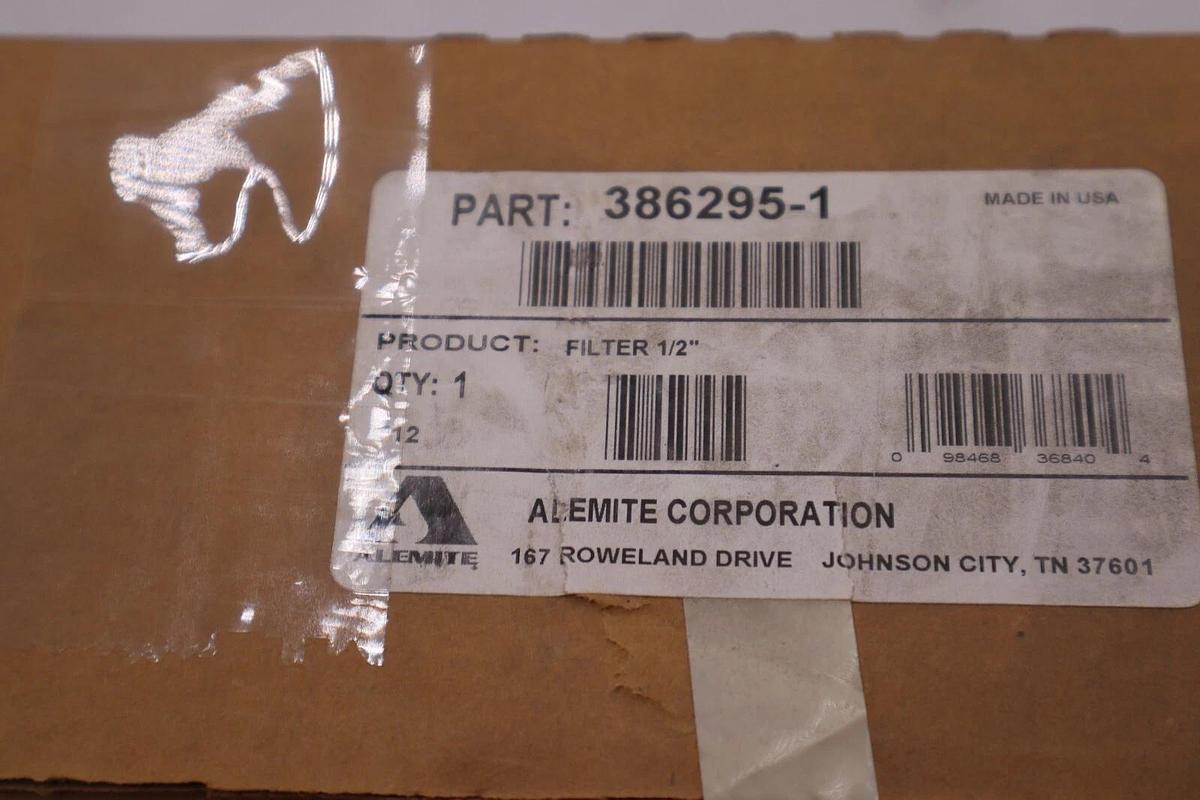 PART: 386295-1
MADE IN USA
PRODUCT: FILTER 1/2"
QTY: 1
12
0 98468 36840 4
ALEMITE
ALEMITE CORPORATION
167 ROWELAND DRIVE JOHNSON CITY, TN 37601